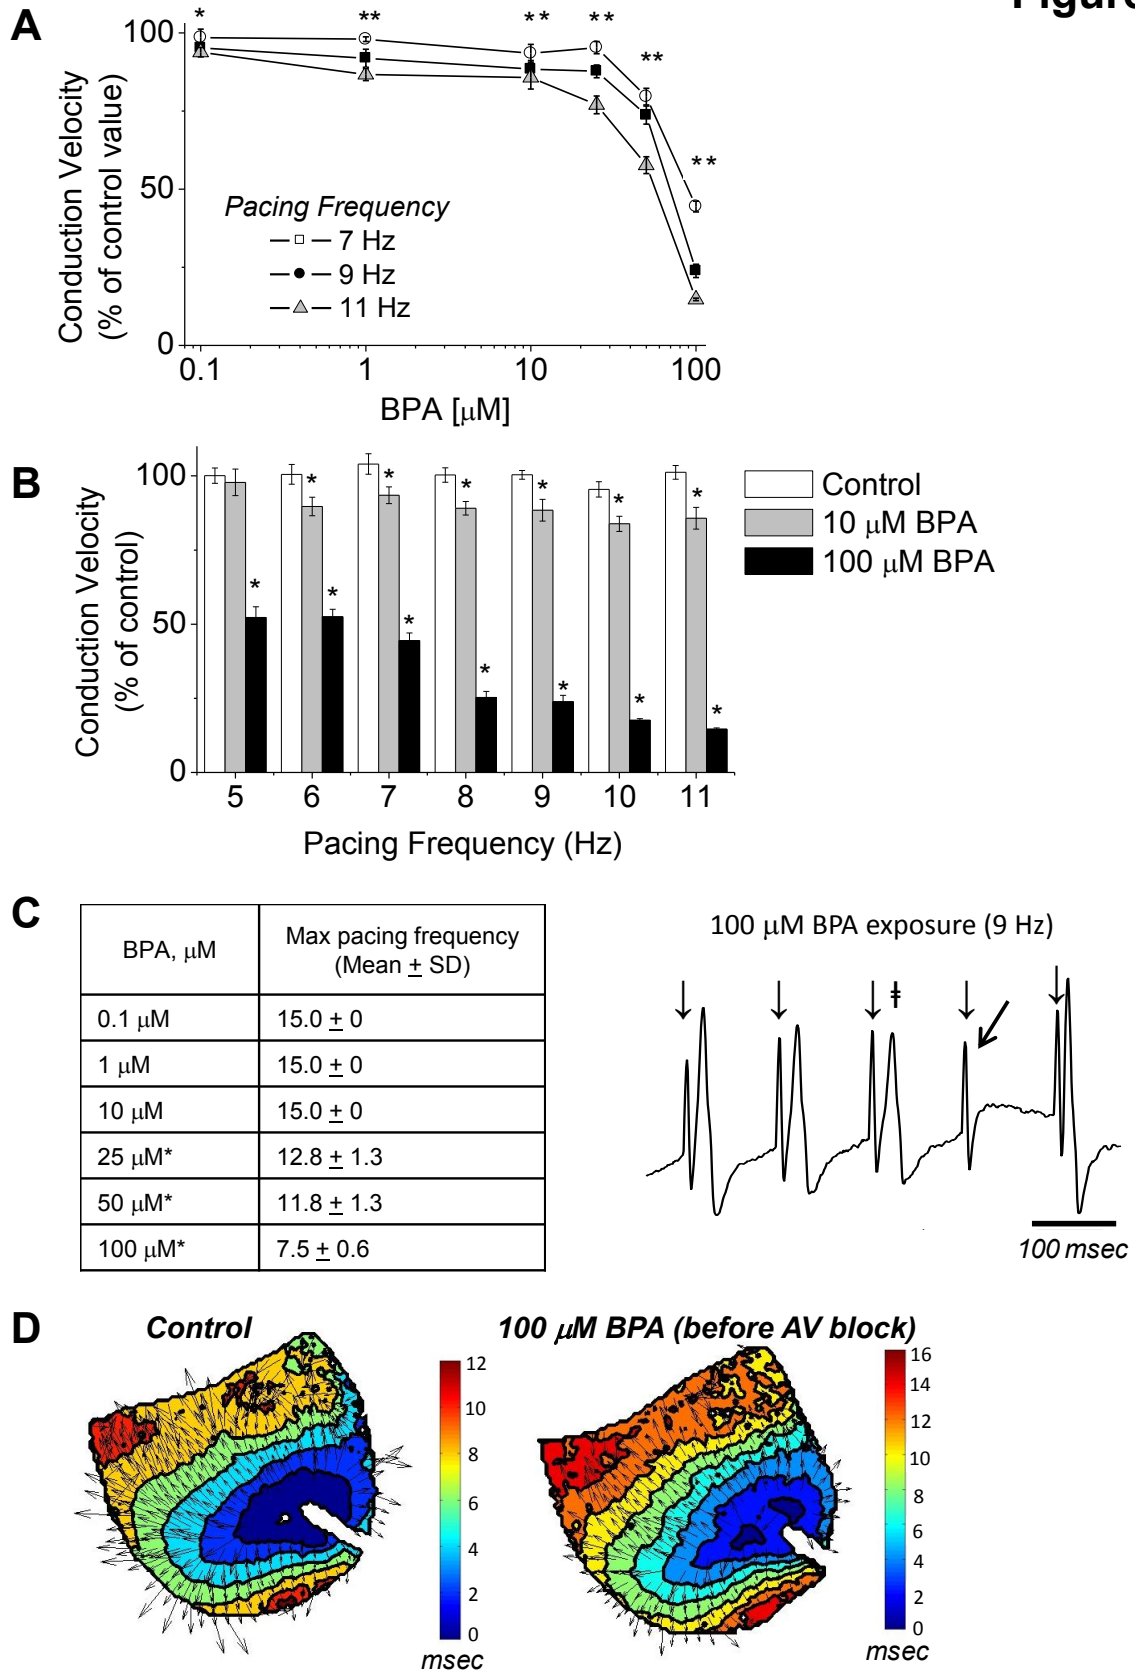 Figure
A
Conduction Velocity
(% of control value)
100
50
0
* ** ** ** ** **
Pacing Frequency
7 Hz
9 Hz
11 Hz
0.1 1 10 100
BPA [μM]
B
Conduction Velocity
(% of control)
100
50
0
* * * * * *
* * * * * * *
Control
10 μM BPA
100 μM BPA
5 6 7 8 9 10 11
Pacing Frequency (Hz)
C
BPA, μM
Max pacing frequency
(Mean ± SD)
0.1 μM 15.0 ± 0
1 μM 15.0 ± 0
10 μM 15.0 ± 0
25 μM* 12.8 ± 1.3
50 μM* 11.8 ± 1.3
100 μM* 7.5 ± 0.6
100 μM BPA exposure (9 Hz)
↓ ↓ ↓ ǂ ↓ ↓
100 msec
D
Control
12
10
8
6
4
2
0
msec
100 μM BPA (before AV block)
16
14
12
10
8
6
4
2
0
msec